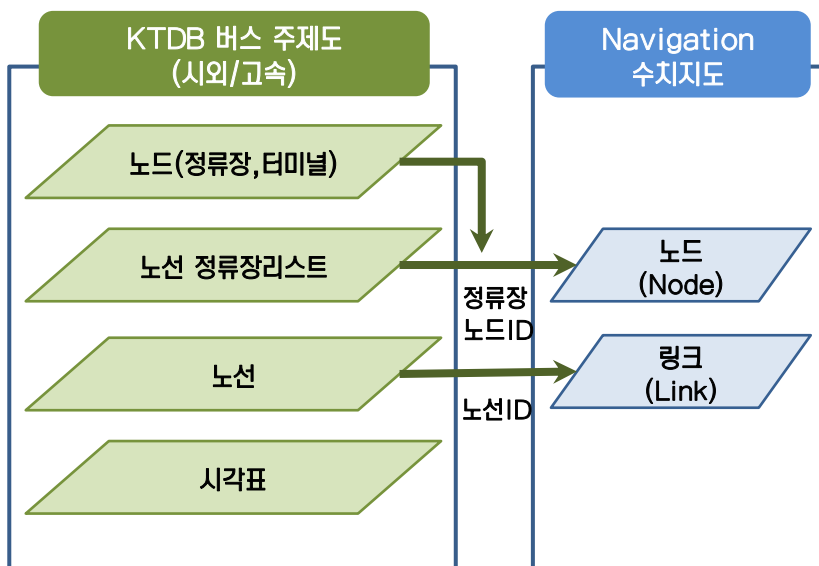 KTDB 버스 주제도
(시외/고속)
Navigation
수치지도
노드(정류장,터미널)
노선 정류장리스트
노드
(Node)
정류장
노드ID
노선
링크
(Link)
노선ID
시각표